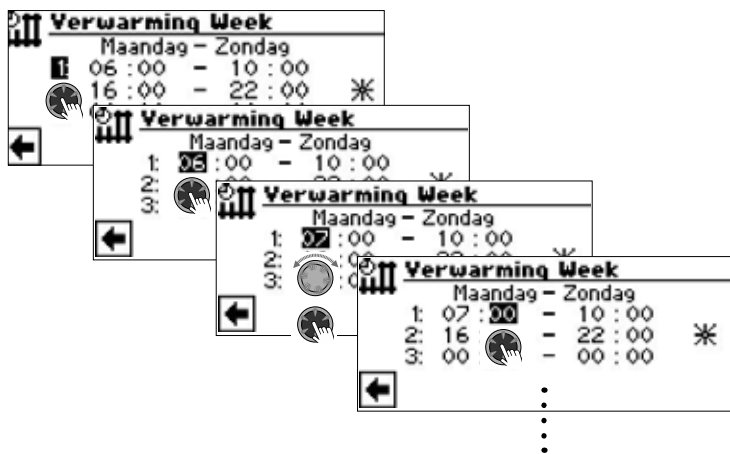 Verwarming Week
Maandag – Zondag
1: 06 : 00 – 10 : 00
16 : 00 – 22 : 00
Verwarming Week
Maandag – Zondag
1: 06 : 00 – 10 : 00
2:
3:
Verwarming Week
Maandag – Zondag
1: 07 : 00 – 10 : 00
2:
3:
Verwarming Week
Maandag – Zondag
1: 07 : 00 – 10 : 00
2: 16 – 22 : 00
3: 00 – 00 : 00